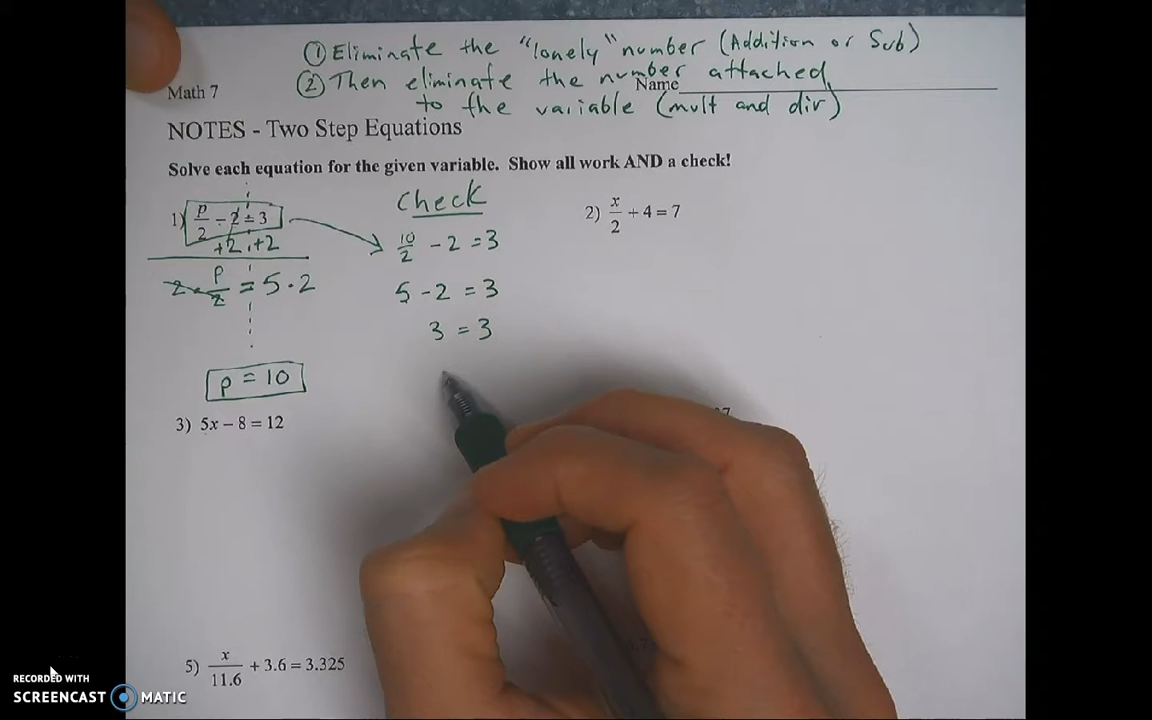 ① Eliminate the "lonely" number (Addition or Sub)
② Then eliminate the number attached
to the variable (mult and div)
Name
Math 7
NOTES - Two Step Equations
Solve each equation for the given variable. Show all work AND a check!
1) p/2 - 2 = 3
+2 +2
2 · p/2 = 5 · 2
p = 10
Check
10/2 - 2 = 3
5 - 2 = 3
3 = 3
2) x/2 + 4 = 7
3) 5x – 8 = 12
5) x/11.6 + 3.6 = 3.325
RECORDED WITH
SCREENCAST MATIC